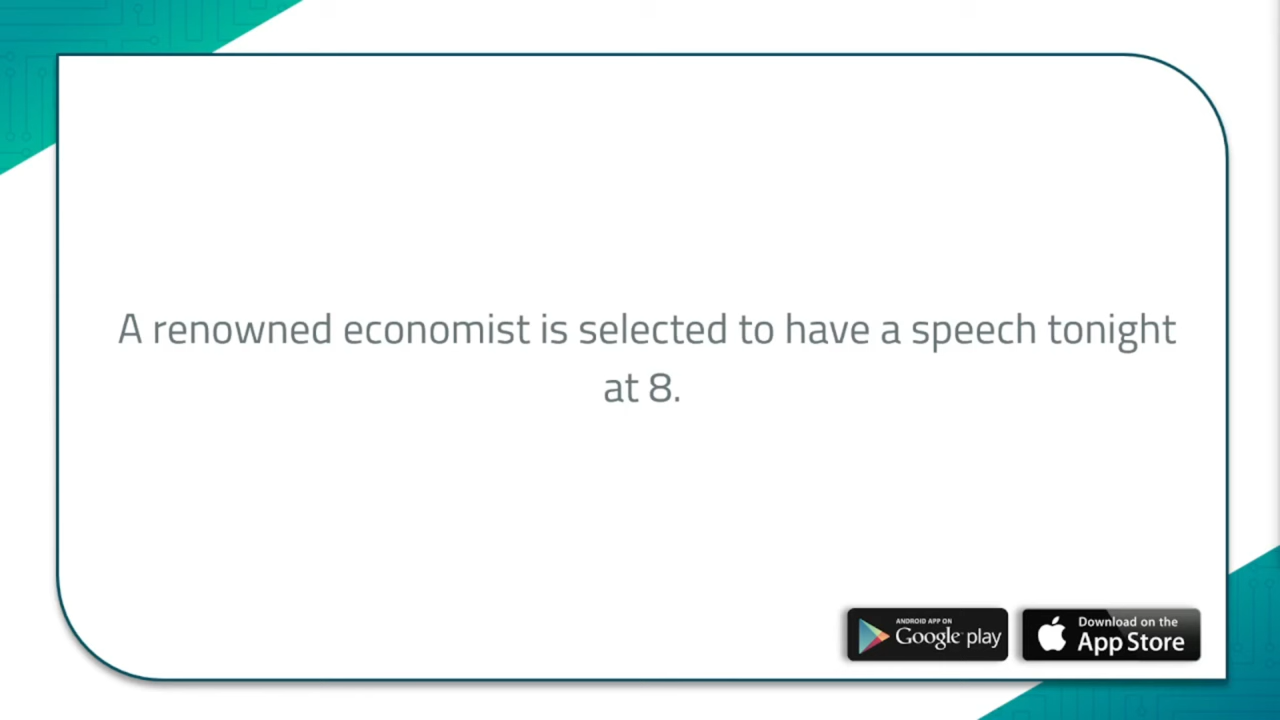 A renowned economist is selected to have a speech tonight
at 8.
ANDROID APP ON
Google play
Download on the
App Store